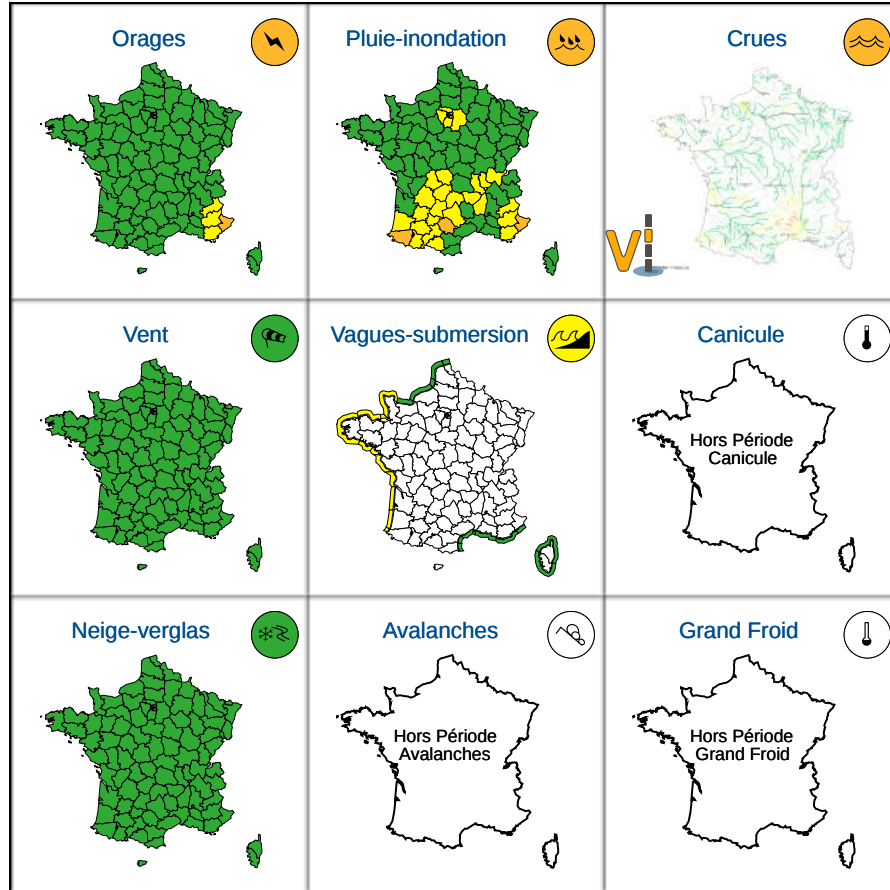 Orages
Pluie-inondation
Crues
Vi
Vent
Vagues-submersion
Canicule
Hors Période
Canicule
Neige-verglas
Avalanches
Grand Froid
Hors Période
Avalanches
Hors Période
Grand Froid